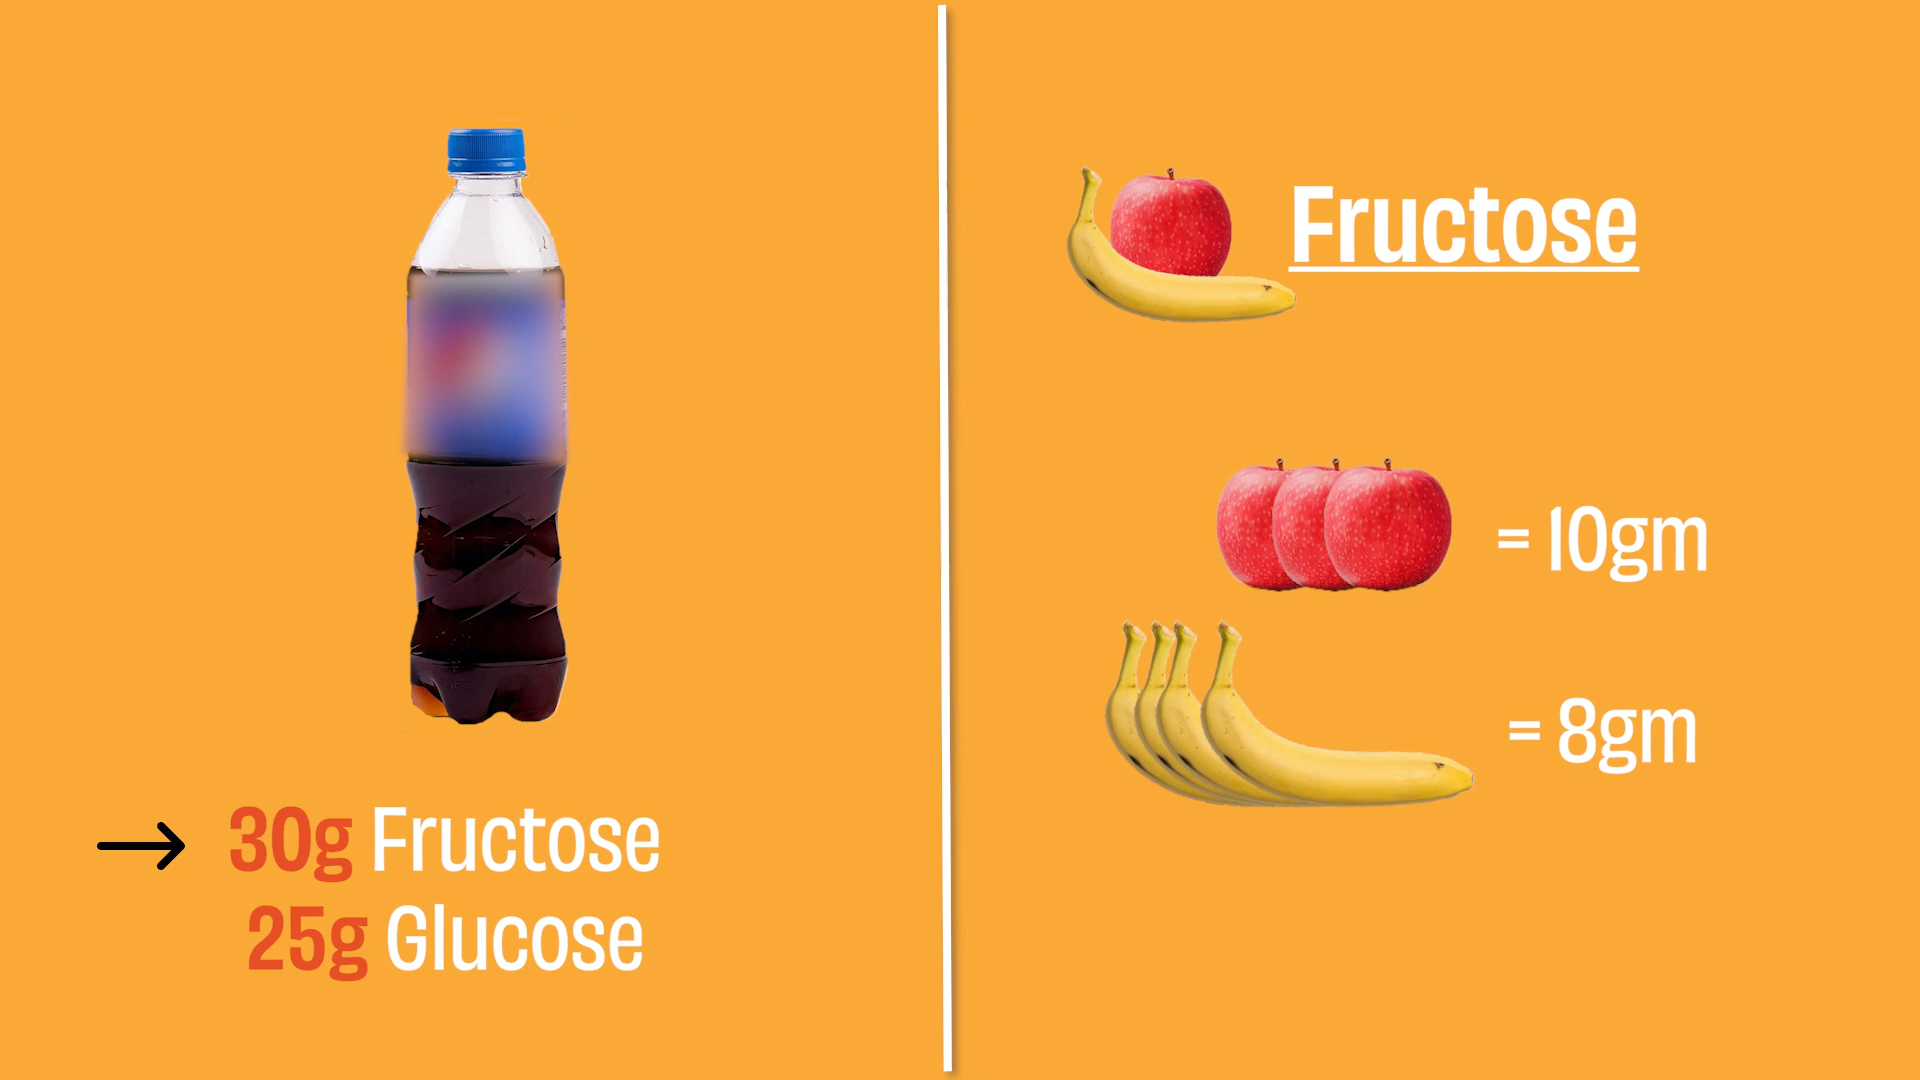 30g Fructose
25g Glucose
Fructose
= 10gm
= 8gm